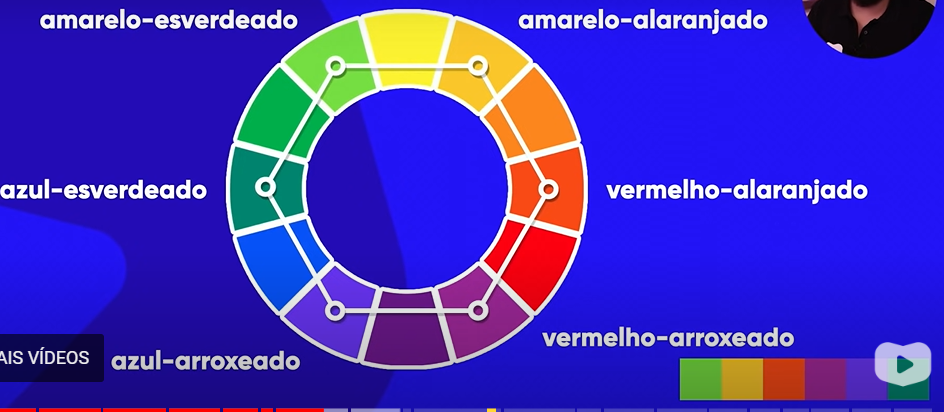 amarelo-esverdeado
amarelo-alaranjado
azul-esverdeado
vermelho-alaranjado
vermelho-arroxeado
AIS VÍDEOS
azul-arroxeado